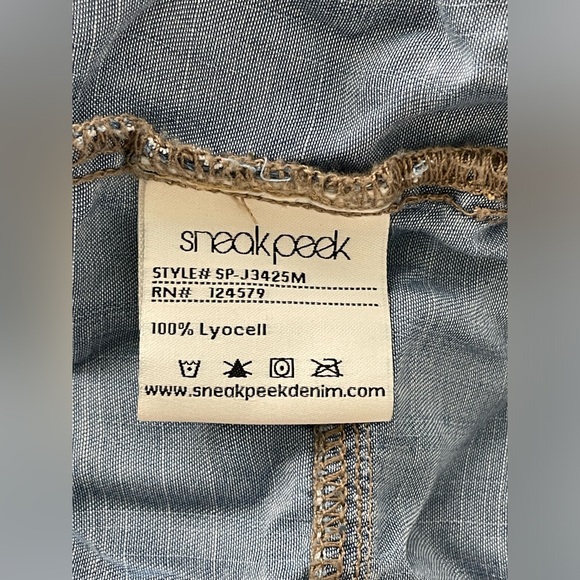 sneakpeek
STYLE# SP-J3425M
RN# 124579
100% Lyocell
www.sneakpeekdenim.com